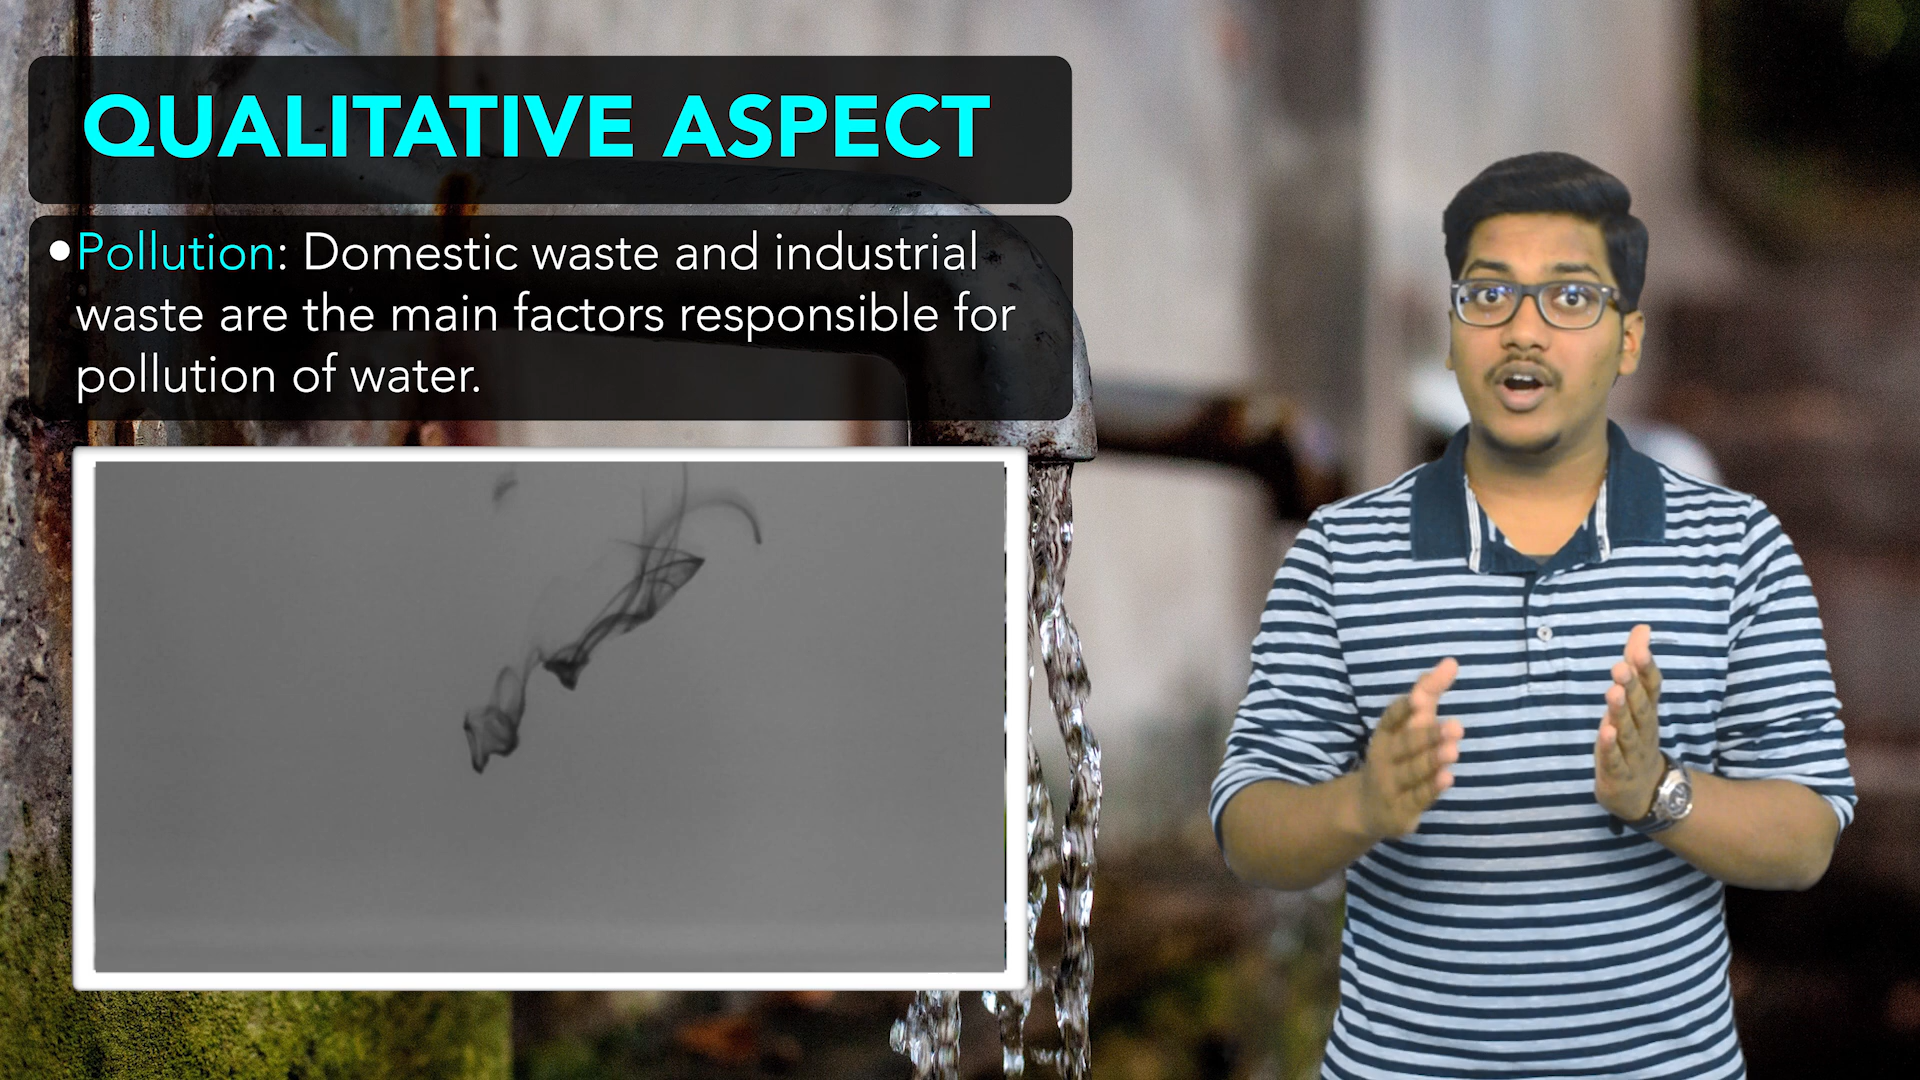 QUALITATIVE ASPECT
•Pollution: Domestic waste and industrial
waste are the main factors responsible for
pollution of water.